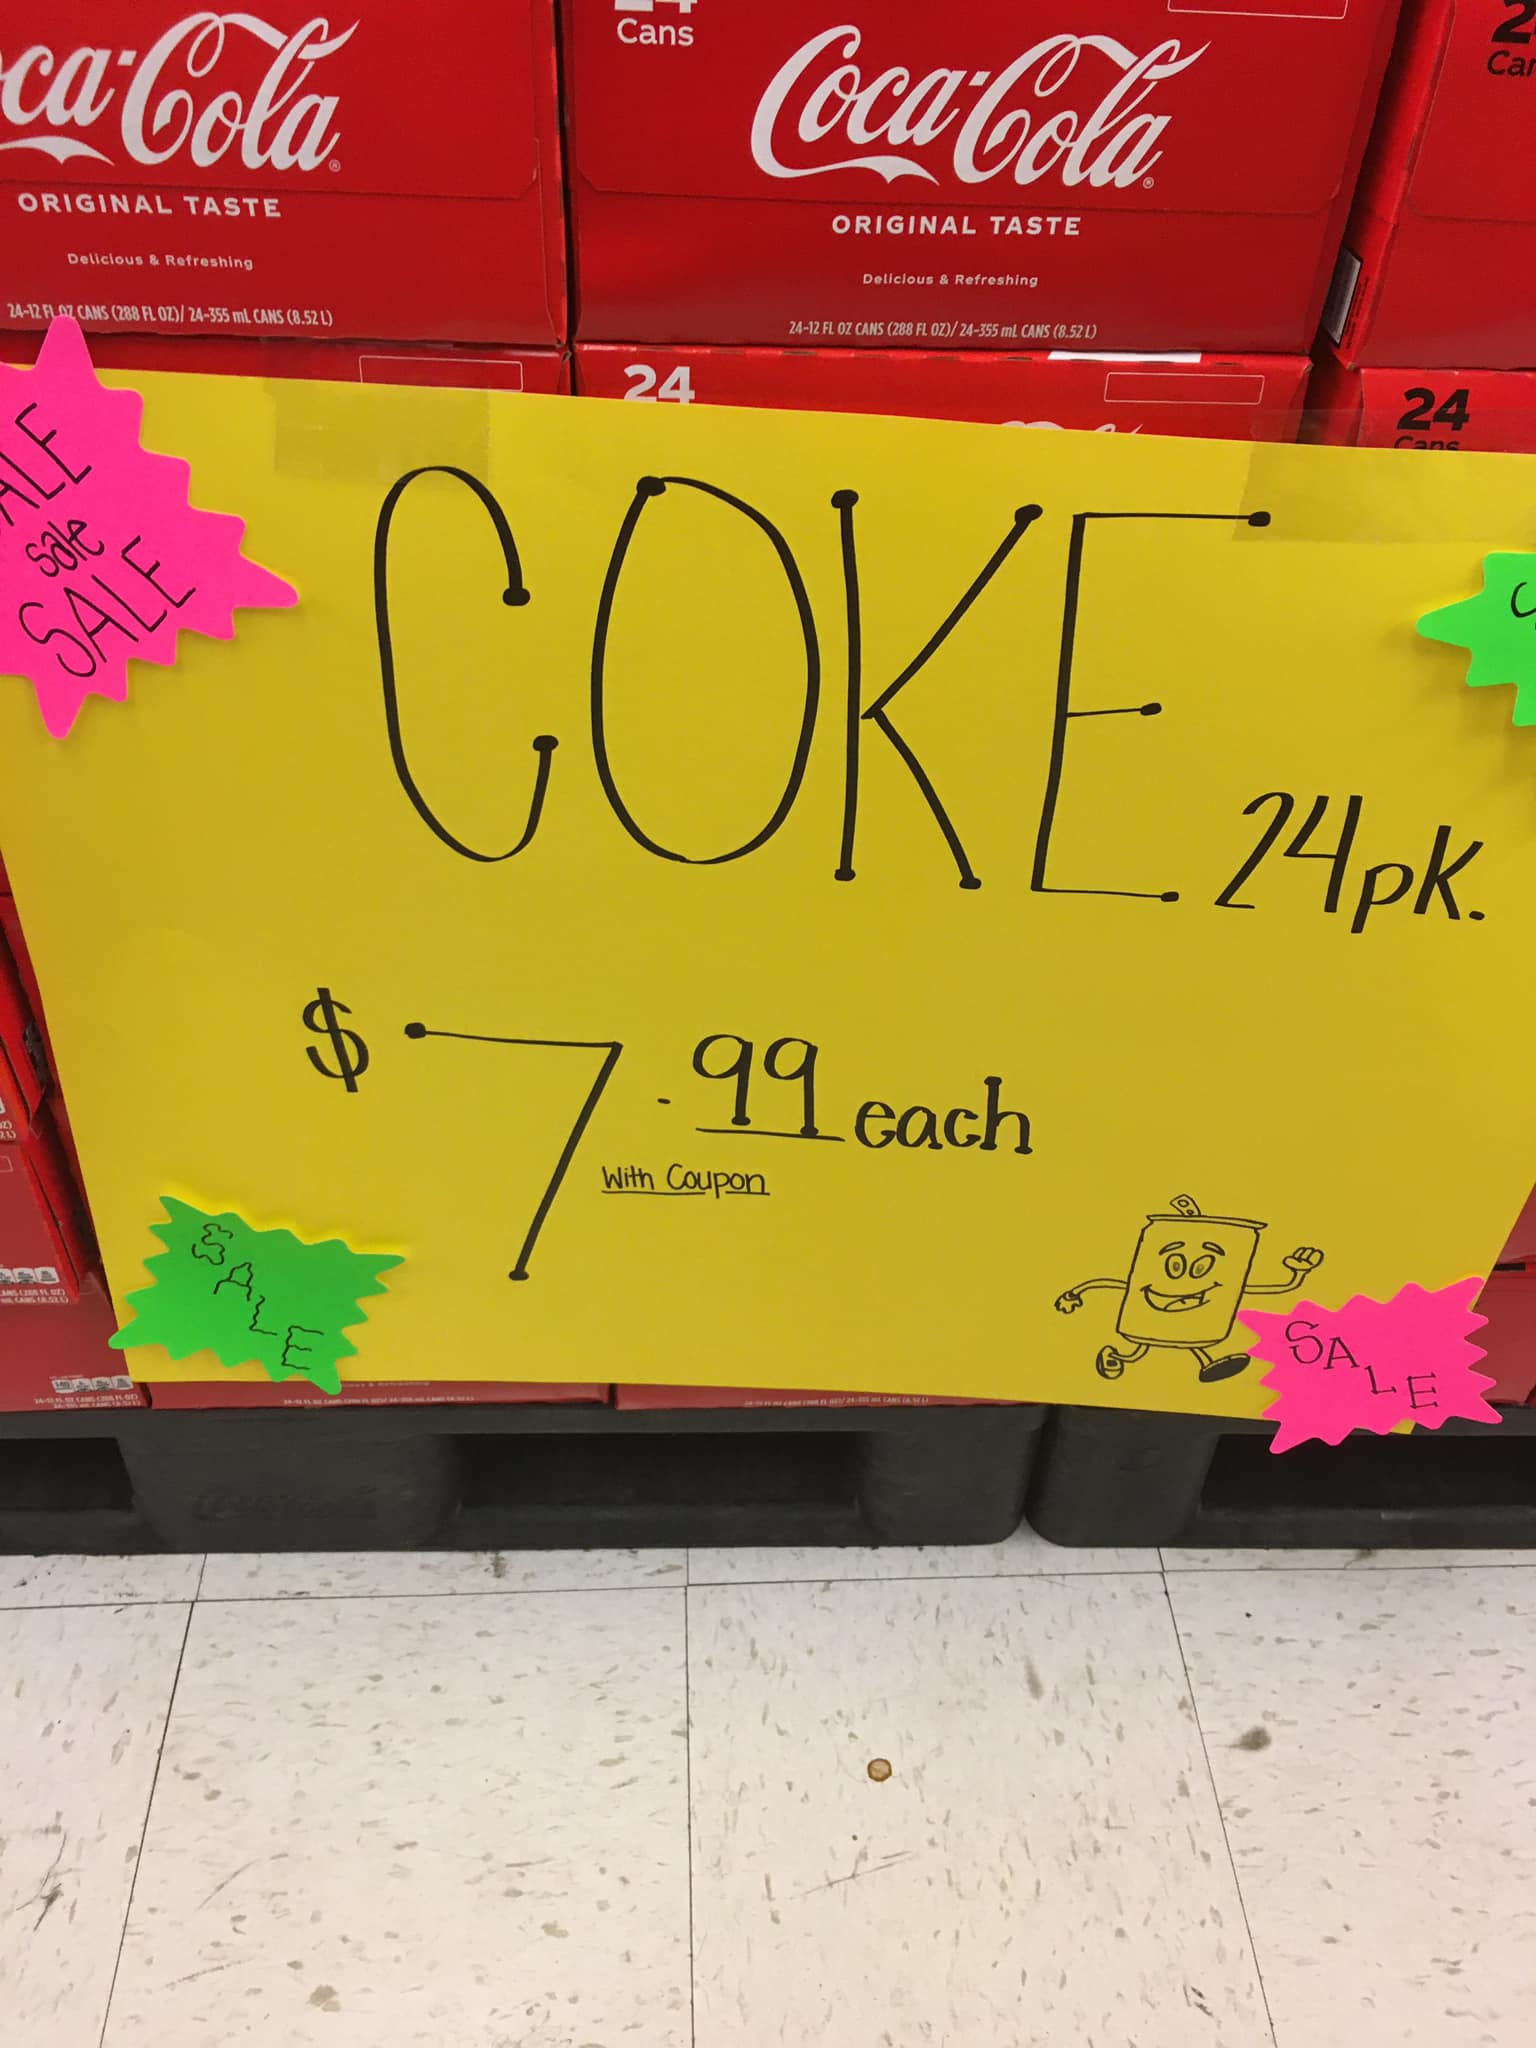 24
Cans
Coca-Cola
ORIGINAL TASTE
Delicious & Refreshing
24-12 FL OZ CANS (288 FL OZ)/ 24-355 mL CANS (8.52 L)
Coca-Cola
ORIGINAL TASTE
Delicious & Refreshing
24-12 FL OZ CANS (288 FL OZ)/ 24-355 mL CANS (8.52 L)
24
24
Cans
SALE
sale
SALE
COKE 24pk.
$7.99 each
With Coupon
SALE
SALE